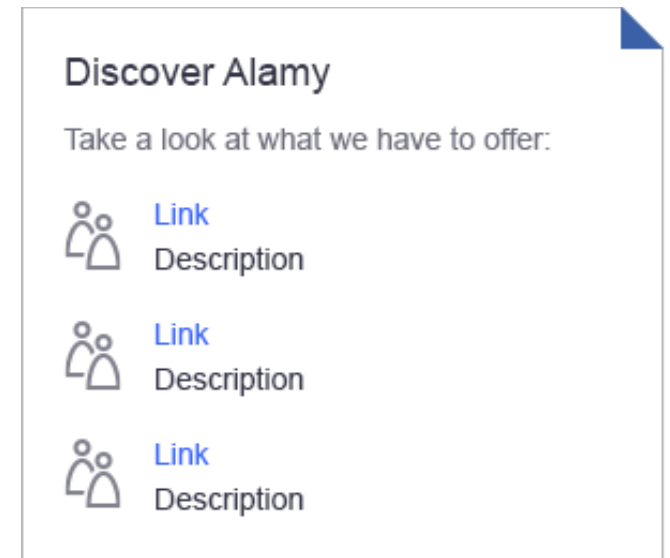 Discover Alamy
Take a look at what we have to offer:
Link
Description
Link
Description
Link
Description